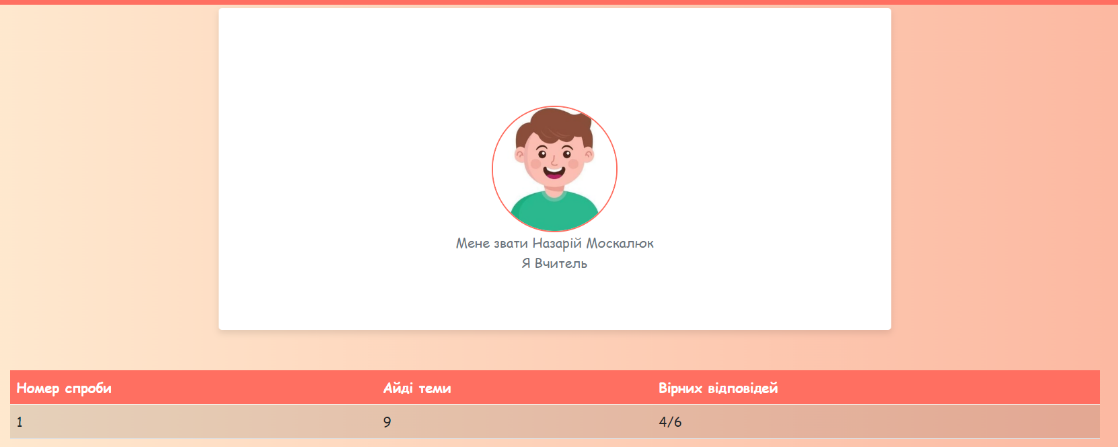 Мене звати Назарій Москалюк
Я Вчитель
Номер спроби Айді теми Вірних відповідей
1 9 4/6